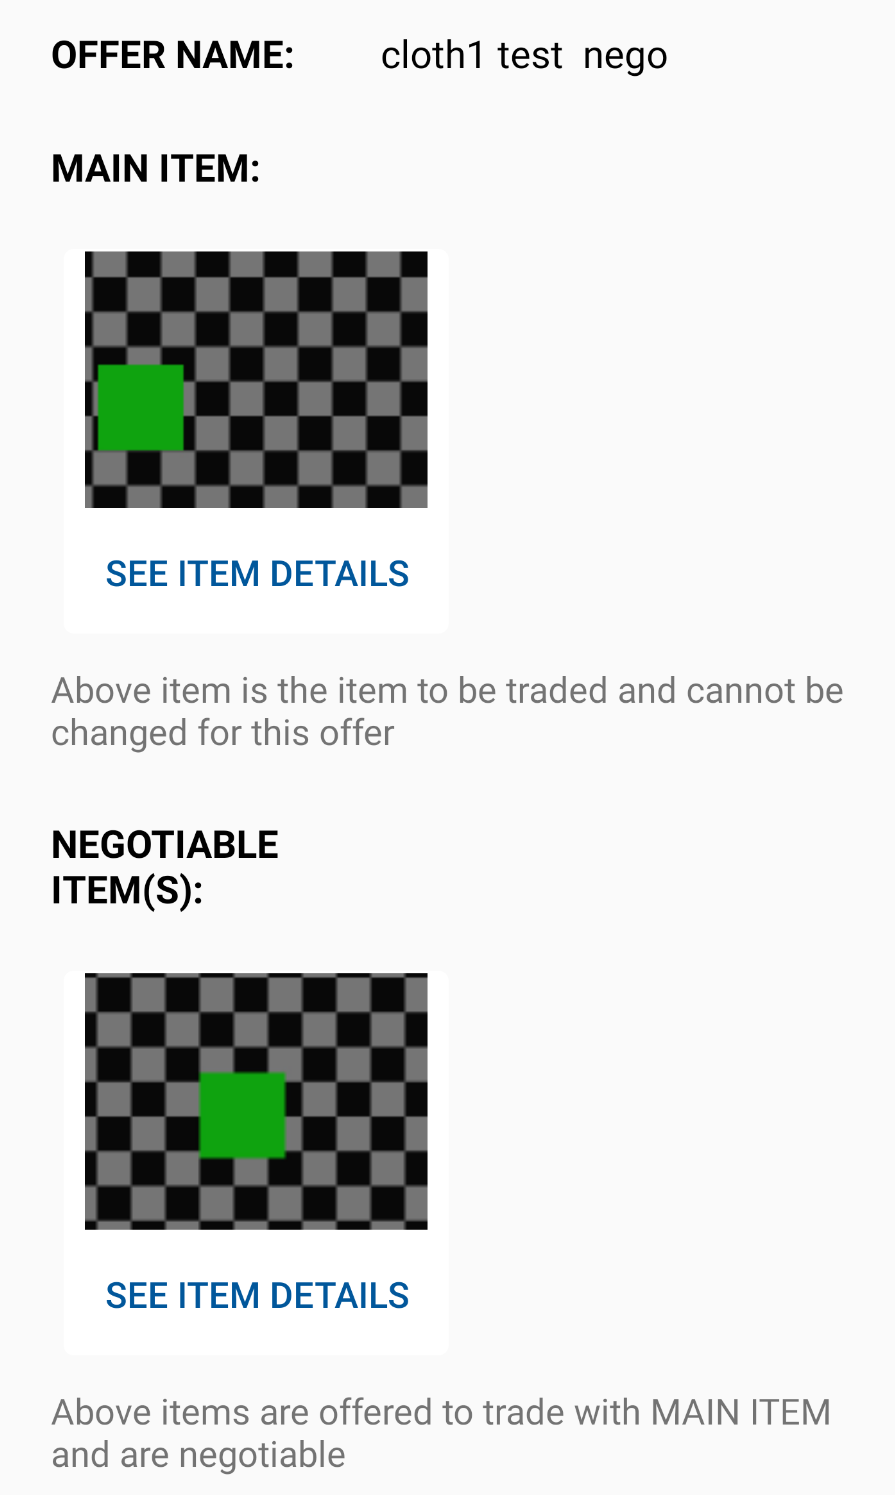 OFFER NAME: cloth1 test  nego
MAIN ITEM:
SEE ITEM DETAILS
Above item is the item to be traded and cannot be
changed for this offer
NEGOTIABLE
ITEM(S):
SEE ITEM DETAILS
Above items are offered to trade with MAIN ITEM
and are negotiable